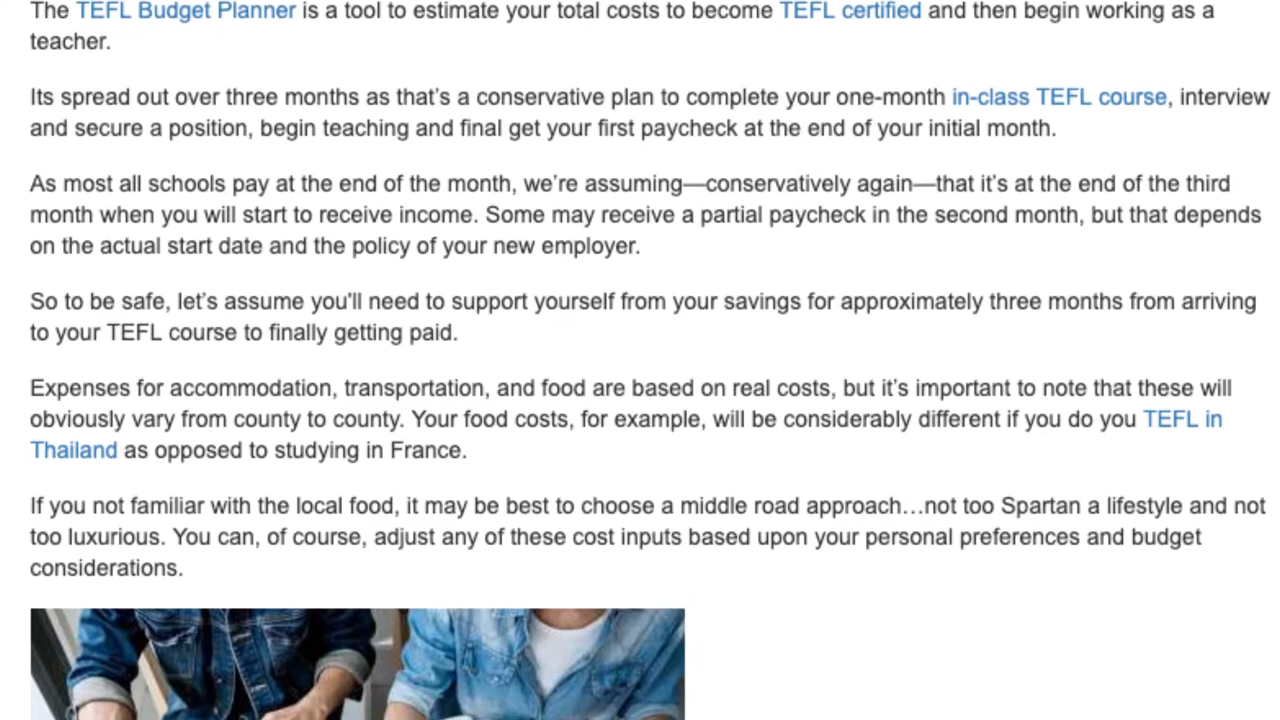 The TEFL Budget Planner is a tool to estimate your total costs to become TEFL certified and then begin working as a
teacher.
Its spread out over three months as that’s a conservative plan to complete your one-month in-class TEFL course, interview
and secure a position, begin teaching and final get your first paycheck at the end of your initial month.
As most all schools pay at the end of the month, we’re assuming—conservatively again—that it’s at the end of the third
month when you will start to receive income. Some may receive a partial paycheck in the second month, but that depends
on the actual start date and the policy of your new employer.
So to be safe, let’s assume you'll need to support yourself from your savings for approximately three months from arriving
to your TEFL course to finally getting paid.
Expenses for accommodation, transportation, and food are based on real costs, but it’s important to note that these will
obviously vary from county to county. Your food costs, for example, will be considerably different if you do you TEFL in
Thailand as opposed to studying in France.
If you not familiar with the local food, it may be best to choose a middle road approach…not too Spartan a lifestyle and not
too luxurious. You can, of course, adjust any of these cost inputs based upon your personal preferences and budget
considerations.